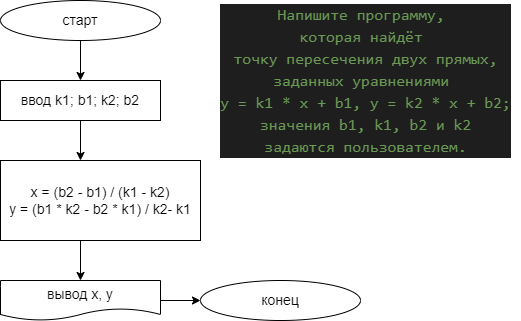 старт
ввод k1; b1; k2; b2
x = (b2 - b1) / (k1 - k2)
y = (b1 * k2 - b2 * k1) / k2- k1
вывод x, y
конец
Напишите программу,
которая найдёт
точку пересечения двух прямых,
заданных уравнениями
y = k1 * x + b1, y = k2 * x + b2;
значения b1, k1, b2 и k2
задаются пользователем.